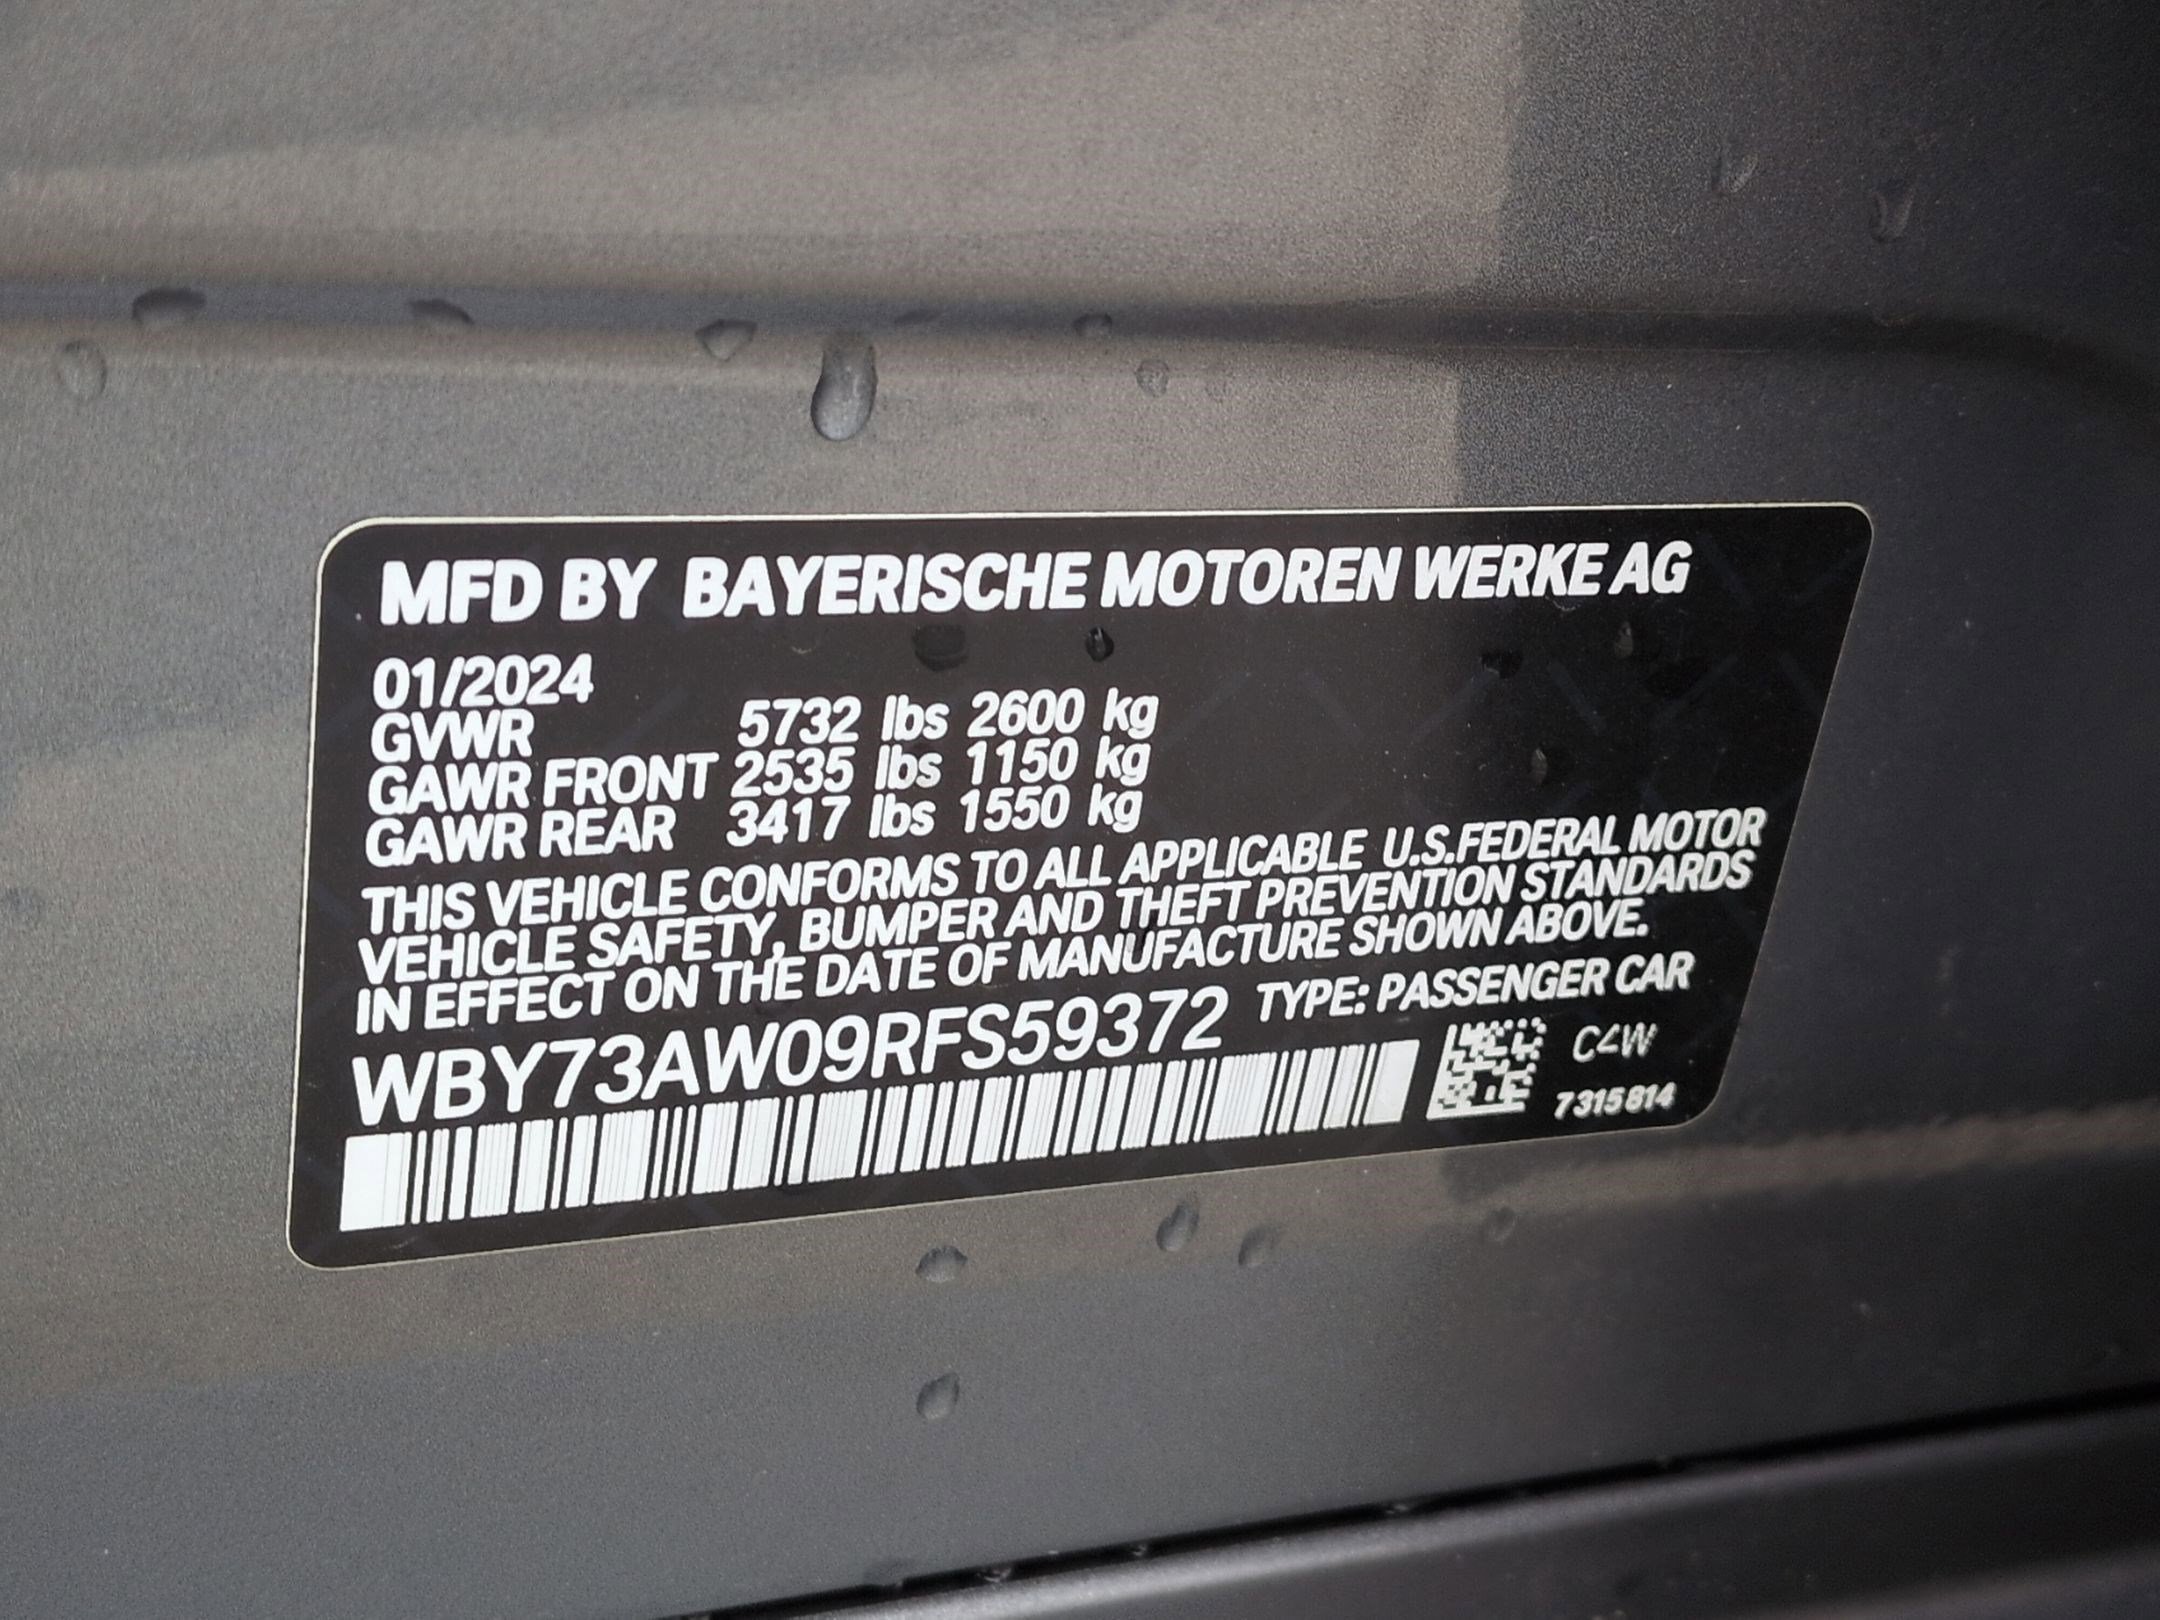 MFD BY BAYERISCHE MOTOREN WERKE AG
01/2024
GVWR 5732 lbs 2600 kg
GAWR FRONT 2535 lbs 1150 kg
GAWR REAR 3417 lbs 1550 kg
THIS VEHICLE CONFORMS TO ALL APPLICABLE U.S.FEDERAL MOTOR
VEHICLE SAFETY, BUMPER AND THEFT PREVENTION STANDARDS
IN EFFECT ON THE DATE OF MANUFACTURE SHOWN ABOVE.
WBY73AW09RFS59372 TYPE: PASSENGER CAR
C4W
7315814